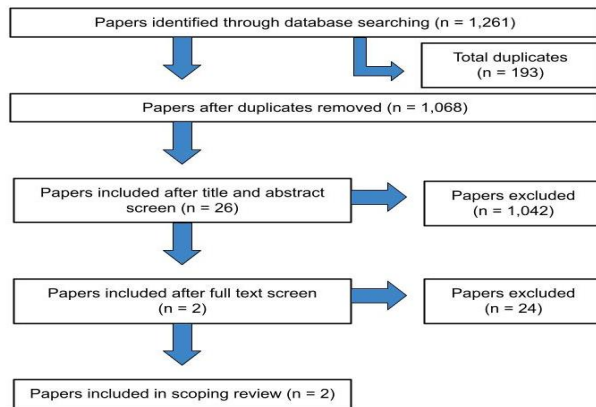 Papers identified through database searching (n = 1,261)
Total duplicates
(n = 193)
Papers after duplicates removed (n = 1,068)
Papers included after title and abstract
screen (n = 26)
Papers excluded
(n = 1,042)
Papers included after full text screen
(n = 2)
Papers excluded
(n = 24)
Papers included in scoping review (n = 2)